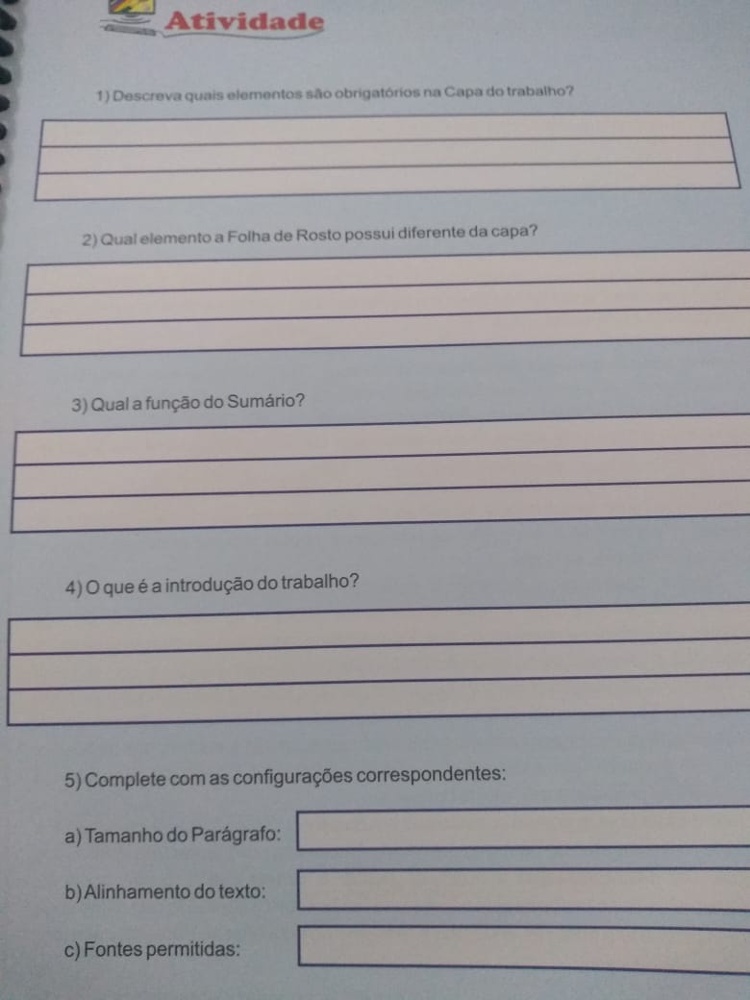 Atividade
1) Descreva quais elementos são obrigatórios na Capa do trabalho?
2) Qual elemento a Folha de Rosto possui diferente da capa?
3) Qual a função do Sumário?
4) O que é a introdução do trabalho?
5) Complete com as configurações correspondentes:
a) Tamanho do Parágrafo:
b) Alinhamento do texto:
c) Fontes permitidas: